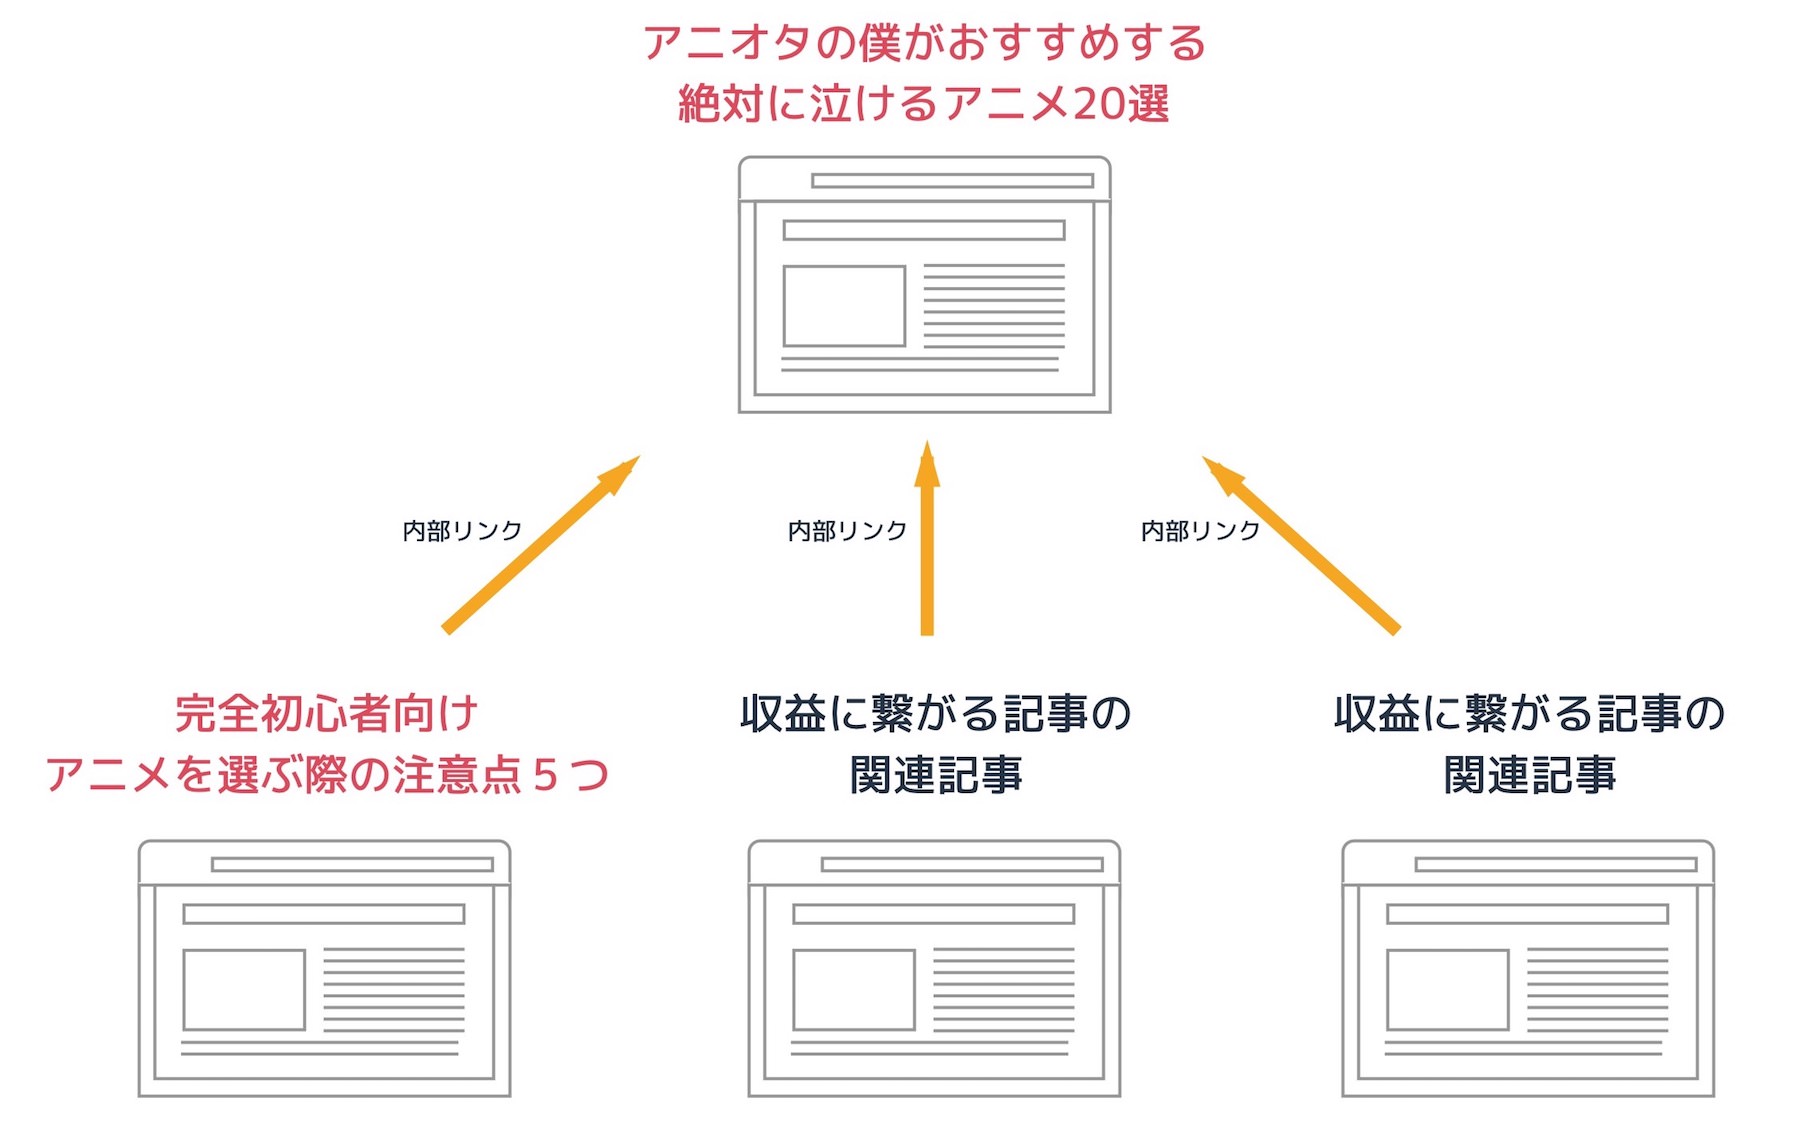 アニオタの僕がおすすめする
絶対に泣けるアニメ20選
内部リンク
内部リンク
内部リンク
完全初心者向け
アニメを選ぶ際の注意点５つ
収益に繋がる記事の
関連記事
収益に繋がる記事の
関連記事